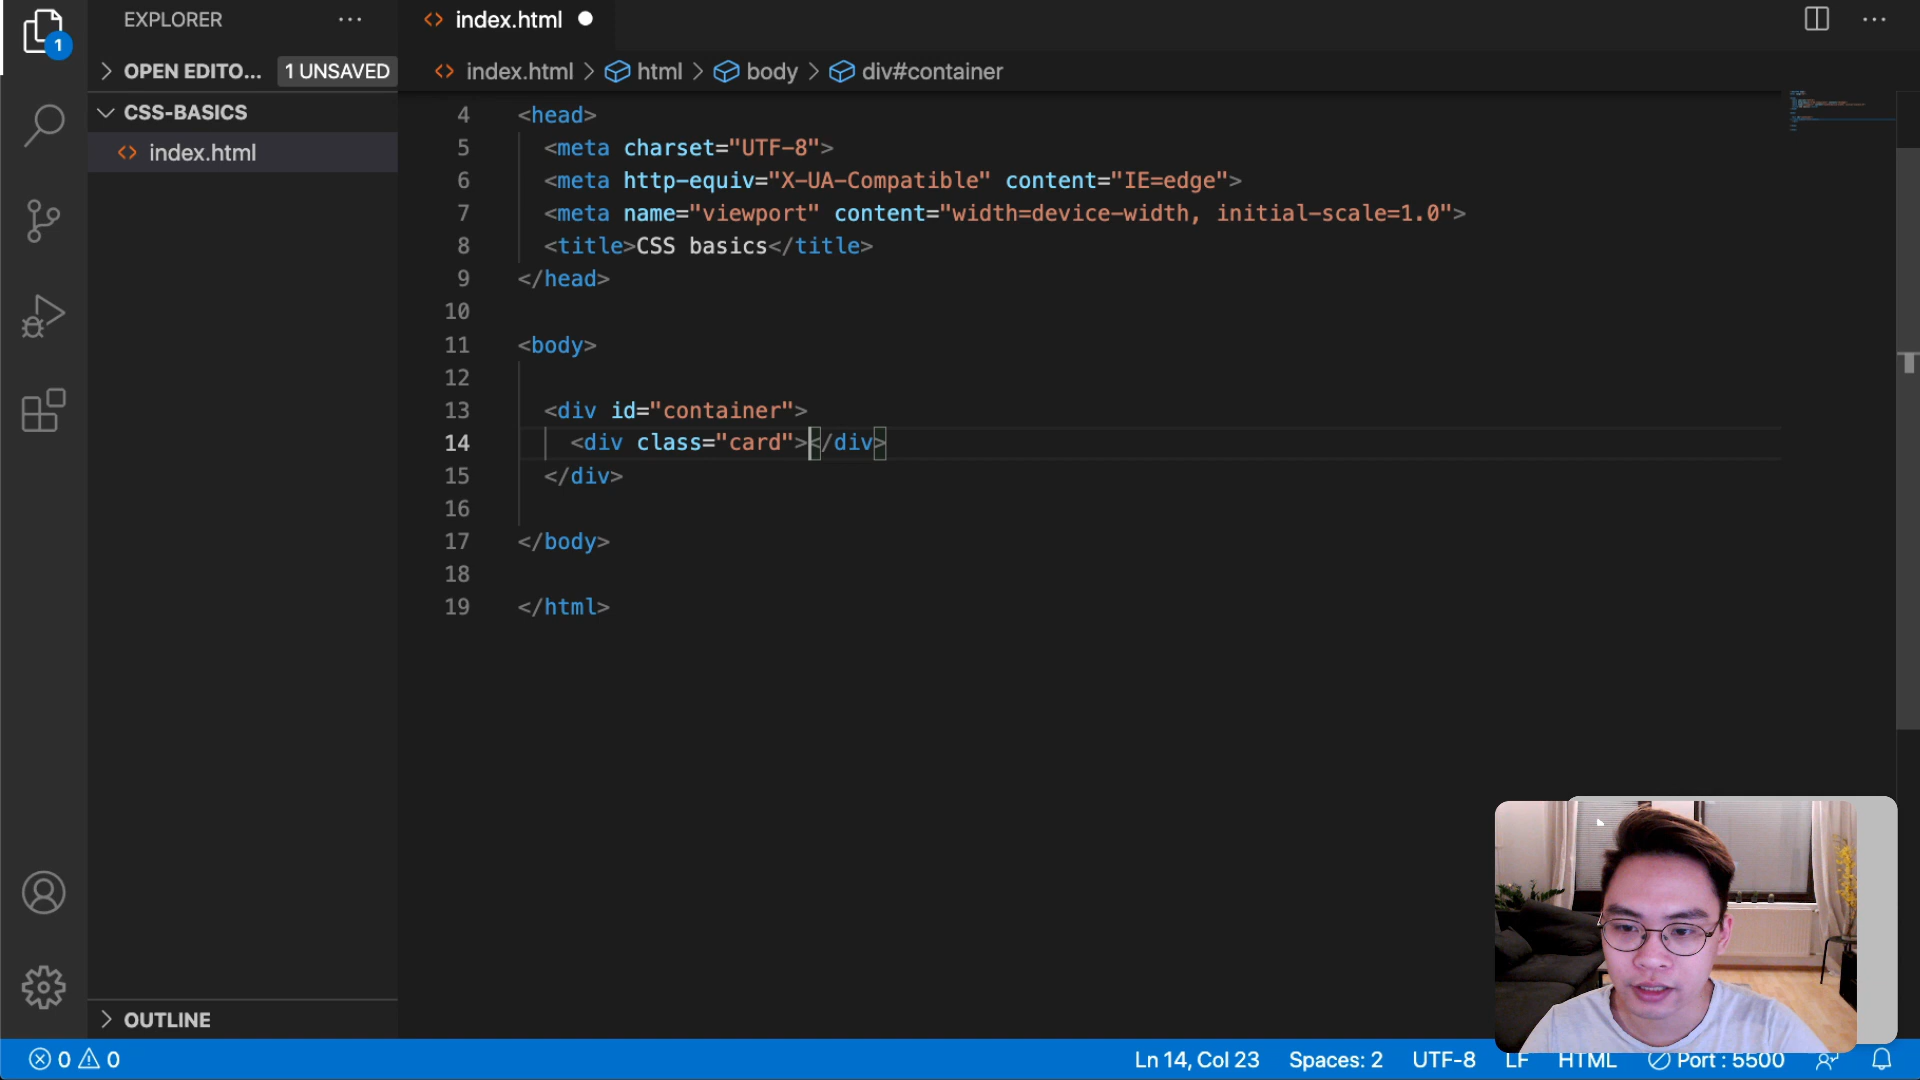 EXPLORER
OPEN EDITO... 1 UNSAVED
CSS-BASICS
index.html
1
index.html
index.html > html > body > div#container
4 <head>
5 <meta charset="UTF-8">
6 <meta http-equiv="X-UA-Compatible" content="IE=edge">
7 <meta name="viewport" content="width=device-width, initial-scale=1.0">
8 <title>CSS basics</title>
9 </head>
10
11 <body>
12
13 <div id="container">
14 <div class="card"></div>
15 </div>
16
17 </body>
18
19 </html>
OUTLINE
0 0 Ln 14, Col 23 Spaces: 2 UTF-8 LF HTML Port : 5500